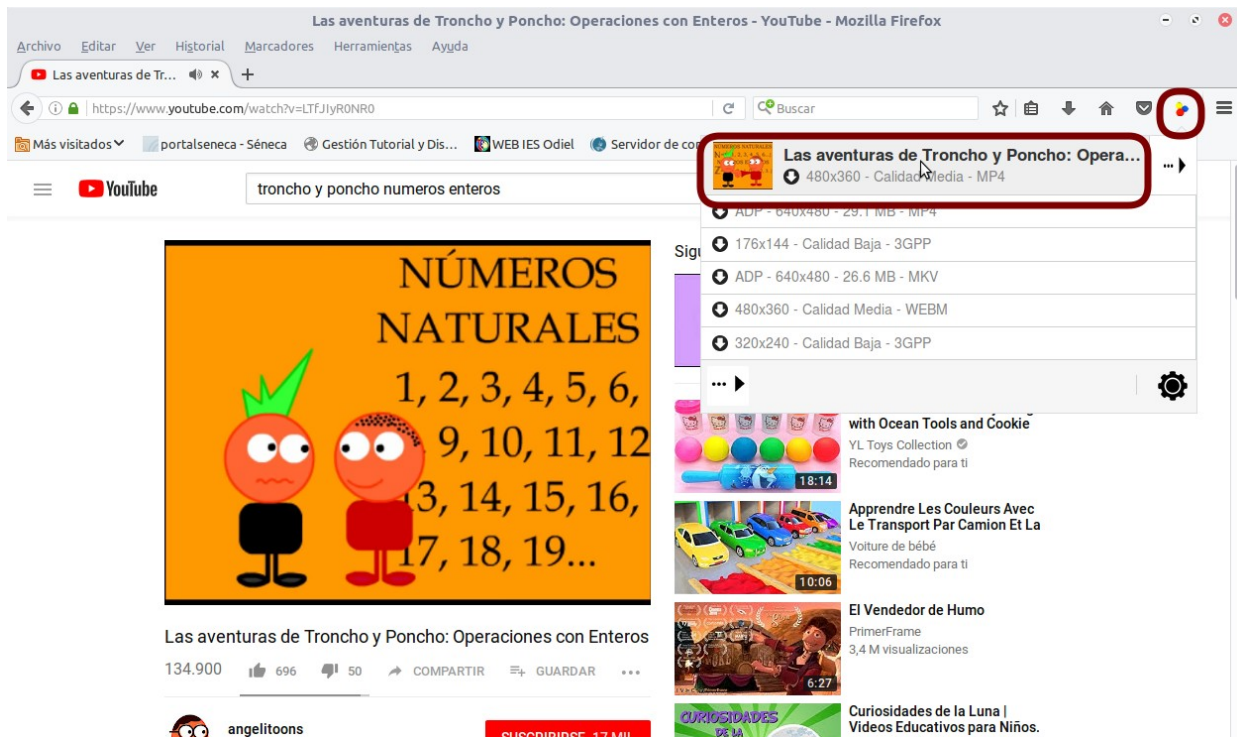 Las aventuras de Troncho y Poncho: Operaciones con Enteros - YouTube - Mozilla Firefox
Archivo Editar Ver Historial Marcadores Herramientas Ayuda
Las aventuras de Tr...
https://www.youtube.com/watch?v=LTfJIyR0NR0
Buscar
Más visitados portalseneca - Séneca Gestión Tutorial y Dis... WEB IES Odiel Servidor de
YouTube
troncho y poncho numeros enteros
Las aventuras de Troncho y Poncho: Opera...
480x360 - Calidad Media - MP4
ADP - 640x480 - 29.1 MB - MP4
176x144 - Calidad Baja - 3GPP
ADP - 640x480 - 26.6 MB - MKV
480x360 - Calidad Media - WEBM
320x240 - Calidad Baja - 3GPP
NÚMEROS
NATURALES
1, 2, 3, 4, 5, 6,
9, 10, 11, 12
13, 14, 15, 16,
17, 18, 19...
Las aventuras de Troncho y Poncho: Operaciones con Enteros
134.900 696 50 COMPARTIR GUARDAR
angelitoons
SUSCRIBIRSE 17 MIL
with Ocean Tools and Cookie
YL Toys Collection
Recomendado para ti
18:14
Apprendre Les Couleurs Avec
Le Transport Par Camion Et La
Voiture de bébé
Recomendado para ti
10:06
El Vendedor de Humo
PrimerFrame
3,4 M visualizaciones
6:27
Curiosidades de la Luna |
Videos Educativos para Niños.
CURIOSIDADES
DE LA